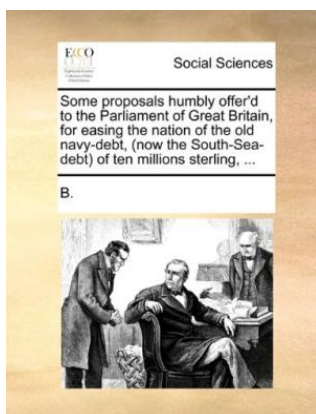 ECCO
Social Sciences
Some proposals humbly offer'd
to the Parliament of Great Britain,
for easing the nation of the old
navy-debt, (now the South-Sea-
debt) of ten millions sterling, ...
B.